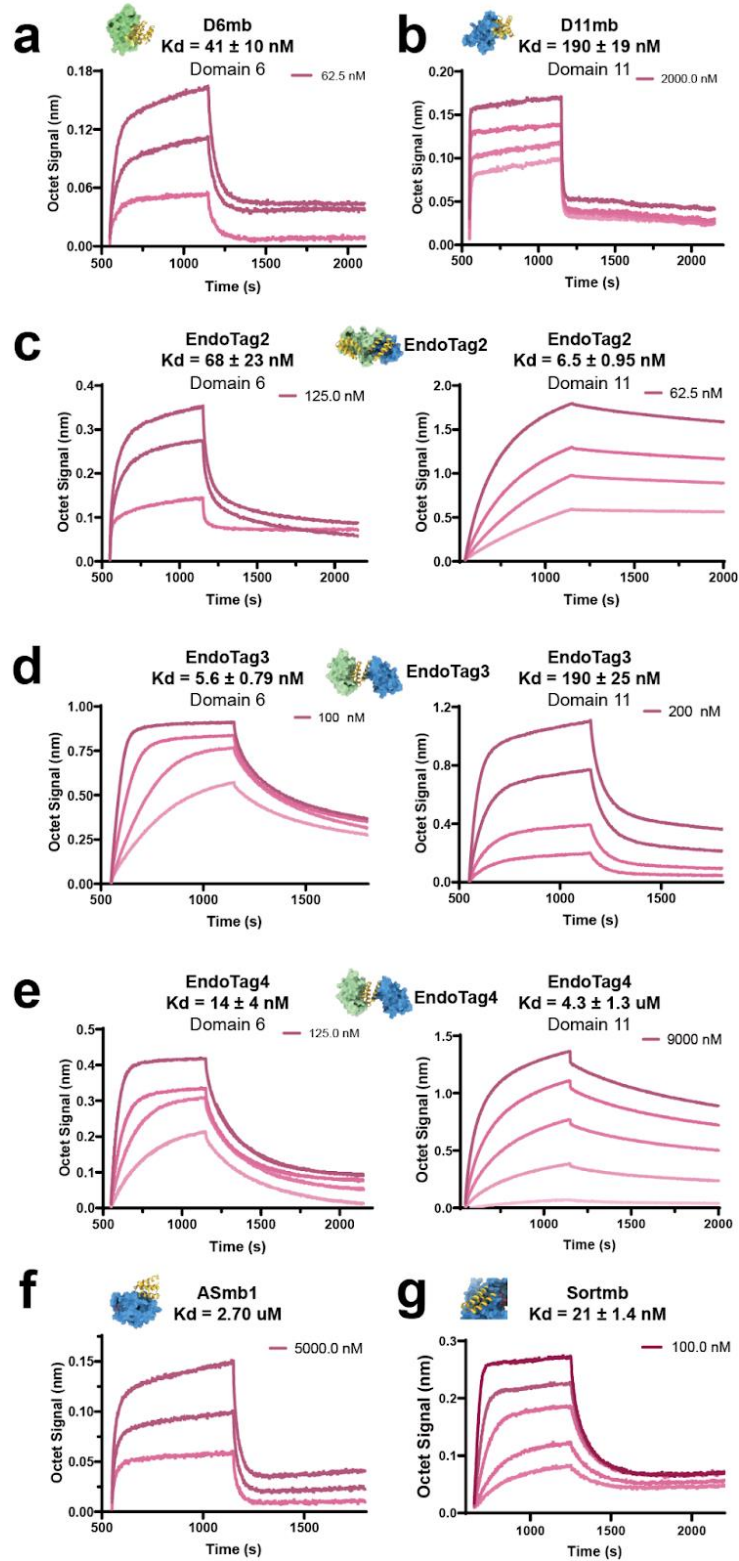 a
D6mb
Kd = 41 ± 10 nM
Domain 6
62.5 nM
Octet Signal (nm)
0.18
0.12
0.06
0.00
500 1000 1500 2000
Time (s)
b
D11mb
Kd = 190 ± 19 nM
Domain 11
2000.0 nM
Octet Signal (nm)
0.20
0.15
0.10
0.05
0.00
500 1000 1500 2000
Time (s)
c
EndoTag2
Kd = 68 ± 23 nM
Domain 6
125.0 nM
Octet Signal (nm)
0.4
0.3
0.2
0.1
0.0
500 1000 1500 2000
Time (s)
EndoTag2
EndoTag2
Kd = 6.5 ± 0.95 nM
Domain 11
62.5 nM
Octet Signal (nm)
2.0
1.5
1.0
0.5
0.0
1000 1500 2000
Time (s)
d
EndoTag3
Kd = 5.6 ± 0.79 nM
Domain 6
100 nM
Octet Signal (nm)
1.00
0.75
0.50
0.25
0.00
500 1000 1500
Time (s)
EndoTag3
EndoTag3
Kd = 190 ± 25 nM
Domain 11
200 nM
Octet Signal (nm)
1.2
0.8
0.4
0.0
500 1000 1500
Time (s)
e
EndoTag4
Kd = 14 ± 4 nM
Domain 6
125.0 nM
Octet Signal (nm)
0.5
0.4
0.3
0.2
0.1
0.0
500 1000 1500 2000
Time (s)
EndoTag4
EndoTag4
Kd = 4.3 ± 1.3 uM
Domain 11
9000 nM
Octet Signal (nm)
1.5
1.0
0.5
0.0
1000 1500 2000
Time (s)
f
ASmb1
Kd = 2.70 uM
5000.0 nM
Octet Signal (nm)
0.15
0.10
0.05
0.00
500 1000 1500
Time (s)
g
Sortmb
Kd = 21 ± 1.4 nM
100.0 nM
Octet Signal (nm)
0.3
0.2
0.1
0.0
1000 1500 2000
Time (s)